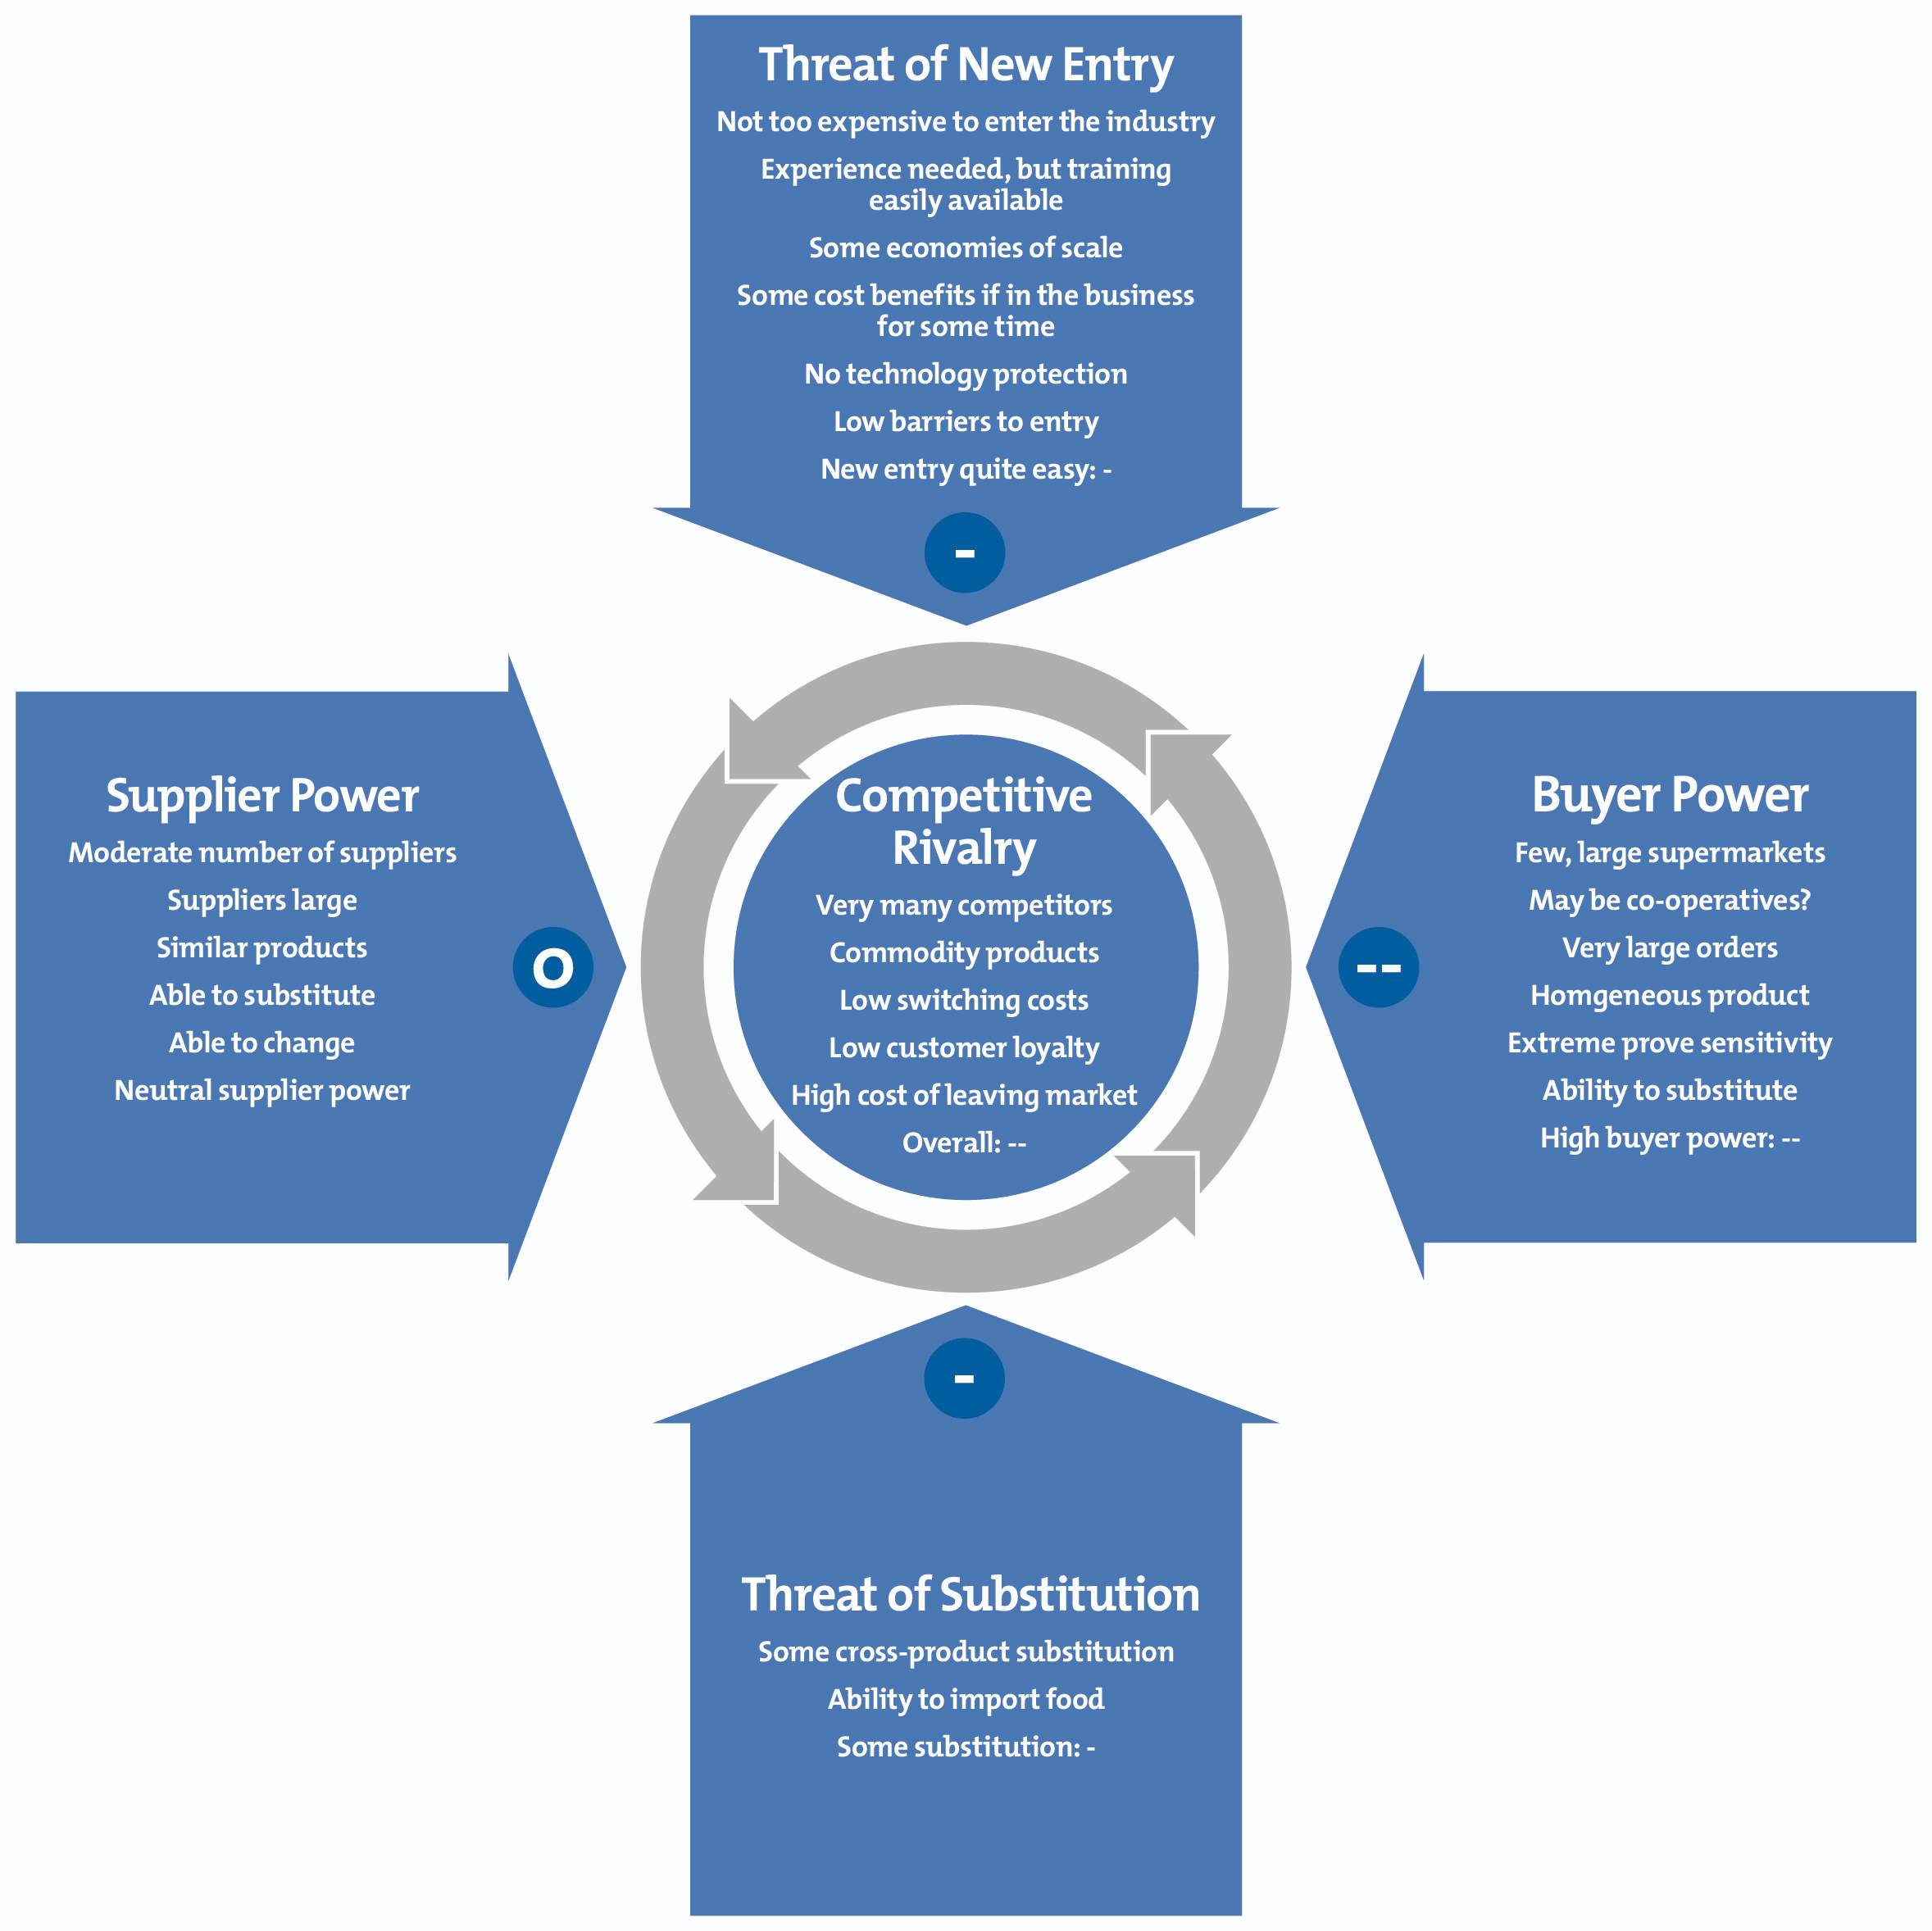 Threat of New Entry
Not too expensive to enter the industry
Experience needed, but training
easily available
Some economies of scale
Some cost benefits if in the business
for some time
No technology protection
Low barriers to entry
New entry quite easy: -
-
Supplier Power
Moderate number of suppliers
Suppliers large
Similar products
Able to substitute
Able to change
Neutral supplier power
O
Competitive
Rivalry
Very many competitors
Commodity products
Low switching costs
Low customer loyalty
High cost of leaving market
Overall: --
--
Buyer Power
Few, large supermarkets
May be co-operatives?
Very large orders
Homgeneous product
Extreme prove sensitivity
Ability to substitute
High buyer power: --
-
Threat of Substitution
Some cross-product substitution
Ability to import food
Some substitution: -